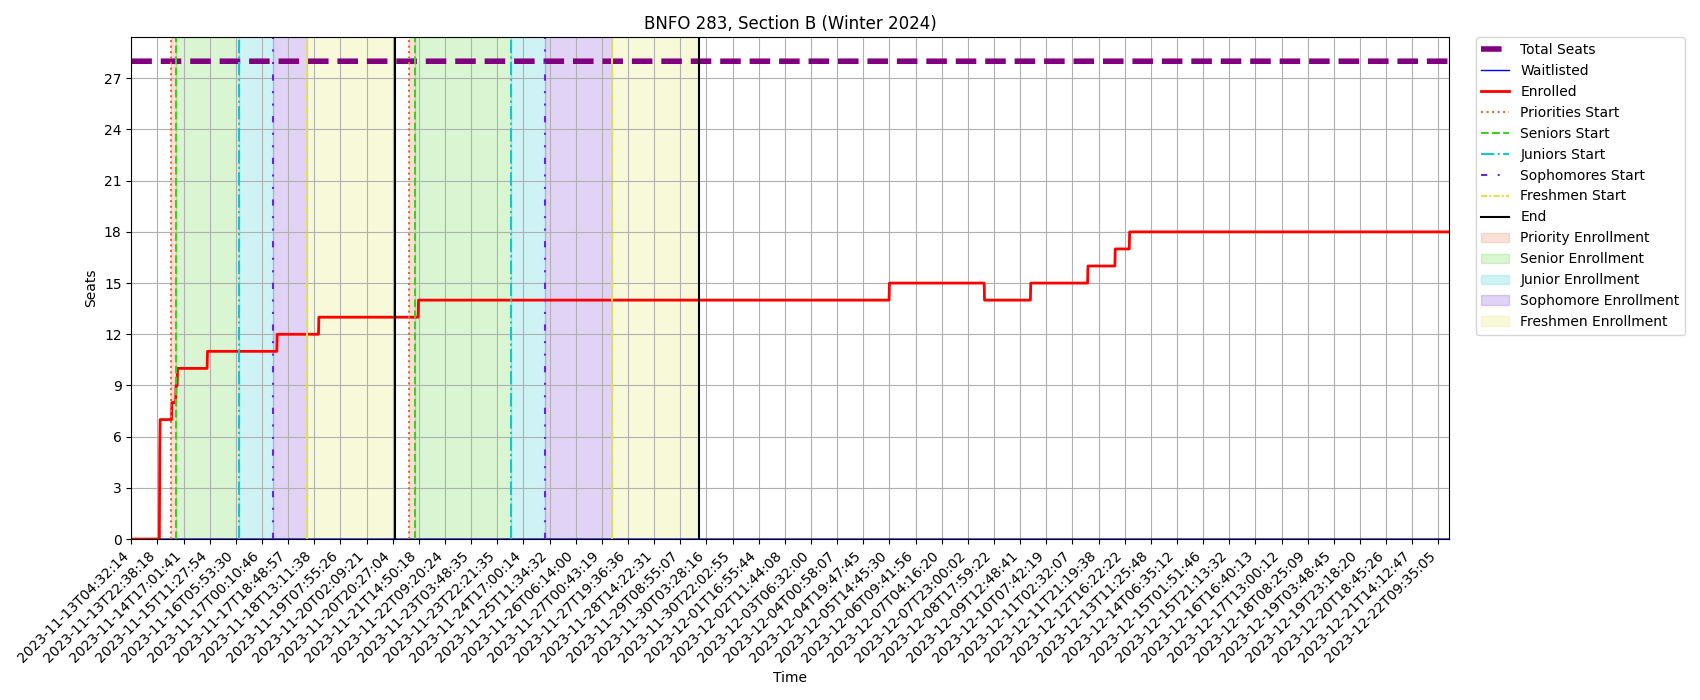 BNFO 283, Section B (Winter 2024)
Seats
27
24
21
18
15
12
9
6
3
0
2023-11-13T04:32:14
2023-11-13T22:38:18
2023-11-14T17:01:41
2023-11-15T11:27:54
2023-11-16T05:53:30
2023-11-17T00:10:46
2023-11-17T18:48:57
2023-11-18T13:11:38
2023-11-19T07:55:26
2023-11-20T02:09:21
2023-11-20T20:27:04
2023-11-21T14:50:18
2023-11-22T09:20:24
2023-11-23T03:48:35
2023-11-23T22:21:35
2023-11-24T17:00:14
2023-11-25T11:34:32
2023-11-26T06:14:00
2023-11-27T00:43:19
2023-11-27T19:36:36
2023-11-28T14:22:31
2023-11-29T08:55:07
2023-11-30T03:28:16
2023-11-30T22:02:55
2023-12-01T16:55:44
2023-12-02T11:44:08
2023-12-03T06:32:00
2023-12-04T00:58:07
2023-12-04T19:47:45
2023-12-05T14:45:30
2023-12-06T09:41:56
2023-12-07T04:16:20
2023-12-07T23:00:02
2023-12-08T17:59:22
2023-12-09T12:48:41
2023-12-10T07:42:19
2023-12-11T02:32:07
2023-12-11T21:19:38
2023-12-12T16:22:22
2023-12-13T11:25:48
2023-12-14T06:35:12
2023-12-15T01:51:46
2023-12-15T21:13:32
2023-12-16T16:40:13
2023-12-17T13:00:12
2023-12-18T08:25:09
2023-12-19T03:48:45
2023-12-19T23:18:20
2023-12-20T18:45:26
2023-12-21T14:12:47
2023-12-22T09:35:05
Time
Total Seats
Waitlisted
Enrolled
Priorities Start
Seniors Start
Juniors Start
Sophomores Start
Freshmen Start
End
Priority Enrollment
Senior Enrollment
Junior Enrollment
Sophomore Enrollment
Freshmen Enrollment